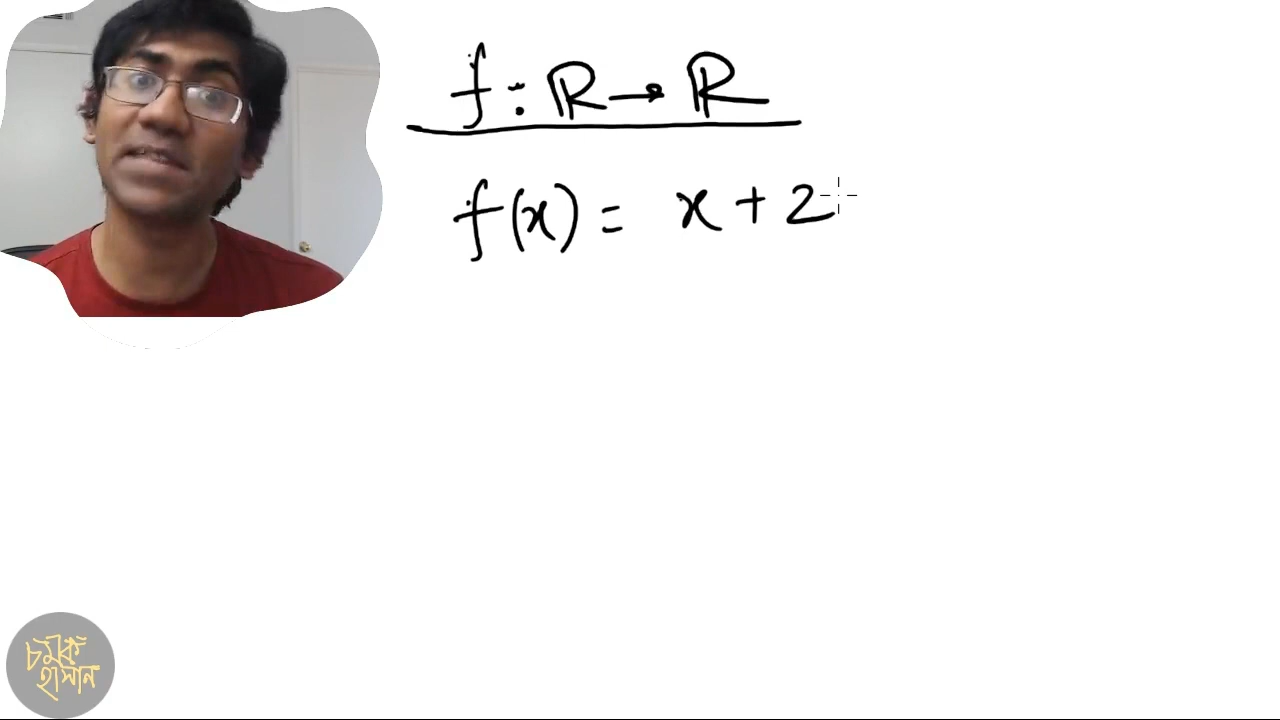 f : ℝ → ℝ
f(x) = x + 2
চমক
হাসান